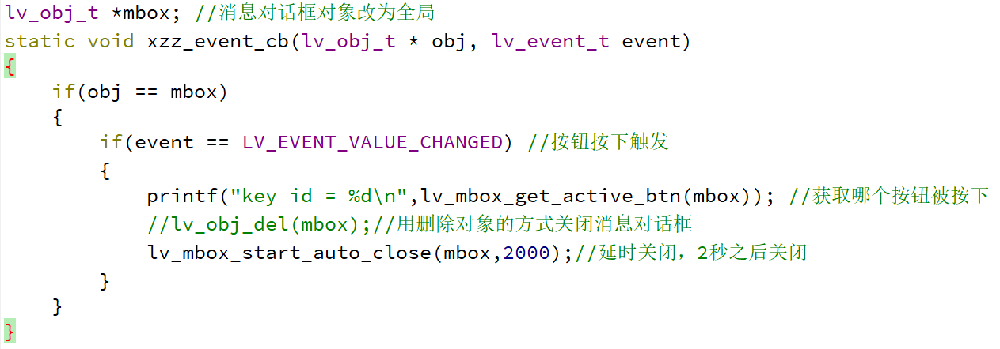 lv_obj_t *mbox; //消息对话框对象改为全局
static void xzz_event_cb(lv_obj_t * obj, lv_event_t event)
{
    if(obj == mbox)
    {
        if(event == LV_EVENT_VALUE_CHANGED) //按钮按下触发
        {
            printf("key id = %d\n",lv_mbox_get_active_btn(mbox)); //获取哪个按钮被按下
            //lv_obj_del(mbox);//用删除对象的方式关闭消息对话框
            lv_mbox_start_auto_close(mbox,2000);//延时关闭，2秒之后关闭
        }
    }
}